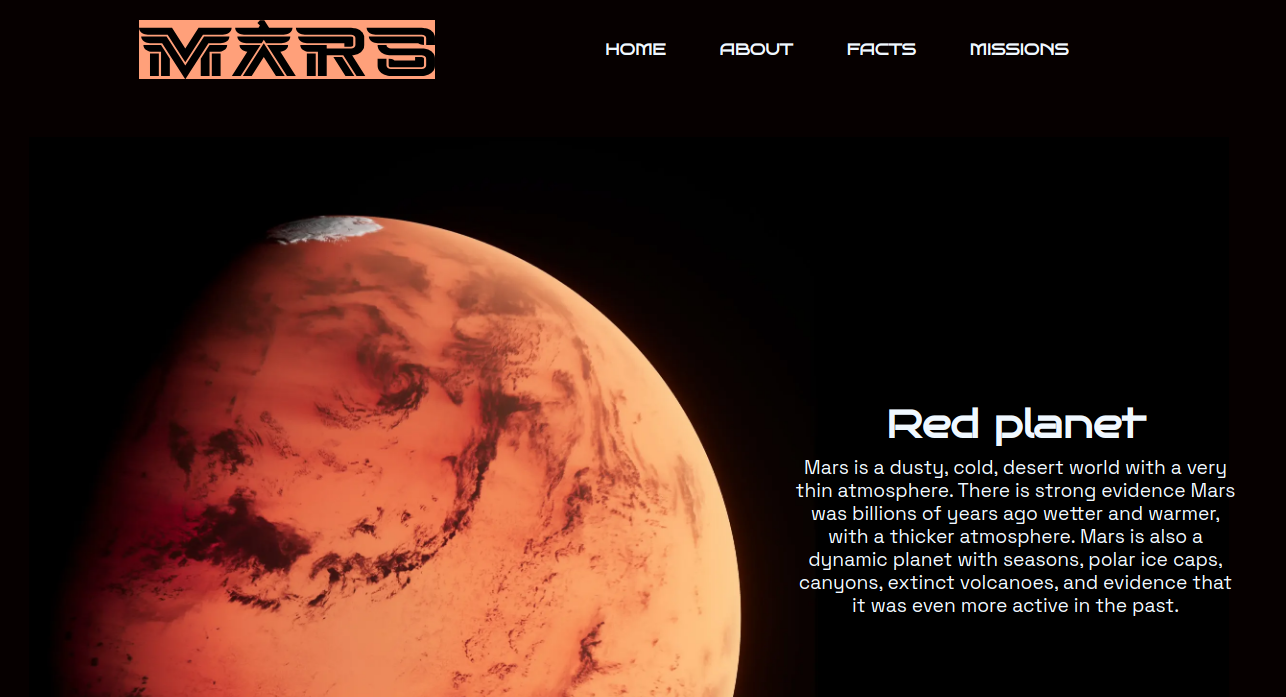 MARS
HOME ABOUT FACTS MISSIONS
Red planet
Mars is a dusty, cold, desert world with a very
thin atmosphere. There is strong evidence Mars
was billions of years ago wetter and warmer,
with a thicker atmosphere. Mars is also a
dynamic planet with seasons, polar ice caps,
canyons, extinct volcanoes, and evidence that
it was even more active in the past.